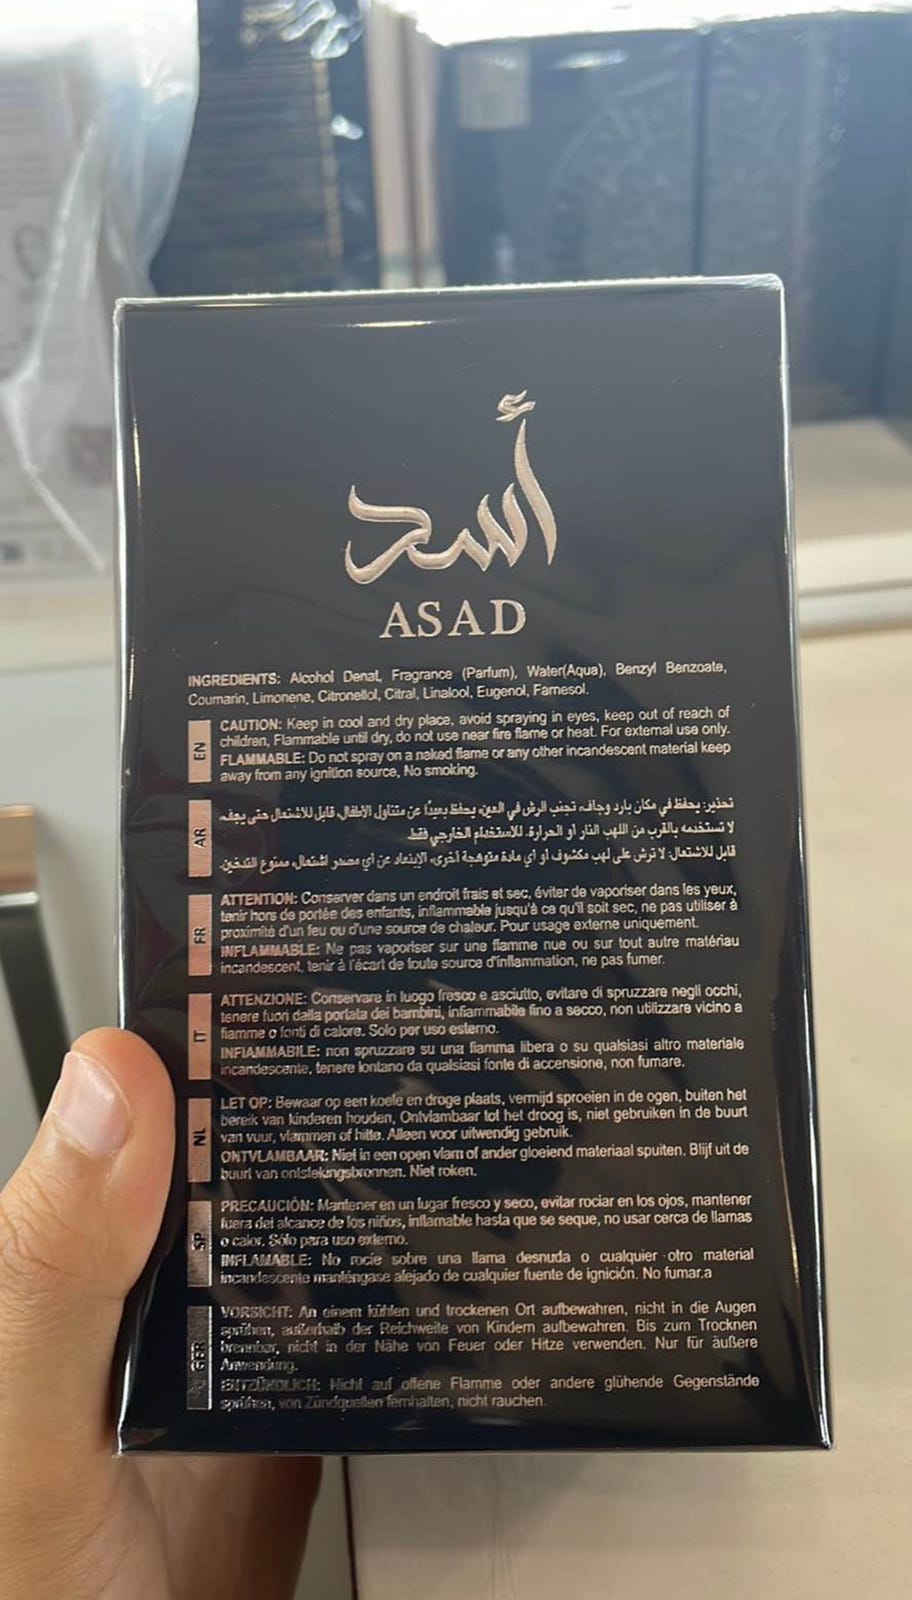 أسد
ASAD
INGREDIENTS: Alcohol Denat, Fragrance (Parfum), Water(Aqua), Benzyl Benzoate,
Coumarin, Limonene, Citronellol, Citral, Linalool, Eugenol, Farnesol.
EN
CAUTION: Keep in cool and dry place, avoid spraying in eyes, keep out of reach of
children, Flammable until dry, do not use near fire flame or heat. For external use only.
FLAMMABLE: Do not spray on a naked flame or any other incandescent material keep
away from any ignition source, No smoking.
AR
تحذير: يحفظ في مكان بارد وجاف، تجنب الرش في العين، يحفظ بعيدًا عن متناول الإطفال، قابل للاشتعال حتى يجف،
لا تستخدمه بالقرب من اللهب النار أو الحرارة. للاستخدام الخارجي فقط
قابل للاشتعال: لا ترش على لهب مكشوف أو أي مادة متوهجة أخرى، الإبتعاد عن أي مصدر اشتعال، ممنوع التدخين.
FR
ATTENTION: Conserver dans un endroit frais et sec, éviter de vaporiser dans les yeux,
tenir hors de portée des enfants, inflammable jusqu'à ce qu'il soit sec, ne pas utiliser à
proximité d'un feu ou d'une source de chaleur. Pour usage externe uniquement.
INFLAMMABLE: Ne pas vaporiser sur une flamme nue ou sur tout autre matériau
incandescent, tenir à l'écart de toute source d'inflammation, ne pas fumer.
IT
ATTENZIONE: Conservare in luogo fresco e asciutto, evitare di spruzzare negli occhi,
tenere fuori dalla portata dei bambini, infiammabile fino a secco, non utilizzare vicino a
fiamme o fonti di calore. Solo per uso esterno.
INFIAMMABILE: non spruzzare su una fiamma libera o su qualsiasi altro materiale
incandescente, tenere lontano da qualsiasi fonte di accensione, non fumare.
NL
LET OP: Bewaar op een koele en droge plaats, vermijd sproeien in de ogen, buiten het
bereik van kinderen houden, Ontvlambaar tot het droog is, niet gebruiken in de buurt
van vuur, vlammen of hitte. Alleen voor uitwendig gebruik.
ONTVLAMBAAR: Niet in een open vlam of ander gloeiend materiaal spuiten. Blijf uit de
buurt van ontstekingsbronnen. Niet roken.
SP
PRECAUCIÓN: Mantener en un lugar fresco y seco, evitar rociar en los ojos, mantener
fuera del alcance de los niños, inflamable hasta que se seque, no usar cerca de llamas
o calor. Sólo para uso externo.
INFLAMABLE: No rocie sobre una llama desnuda o cualquier otro material
incandescente manténgase alejado de cualquier fuente de ignición. No fumar.a
GER
VORSICHT: An einem kühlen und trockenen Ort aufbewahren, nicht in die Augen
sprühen, außerhalb der Reichweite von Kindern aufbewahren. Bis zum Trocknen
brennbar, nicht in der Nähe von Feuer oder Hitze verwenden. Nur für äußere
Anwendung.
ENTZÜNDLICH: Nicht auf offene Flamme oder andere glühende Gegenstände
sprühen, von Zündquellen fernhalten, nicht rauchen.